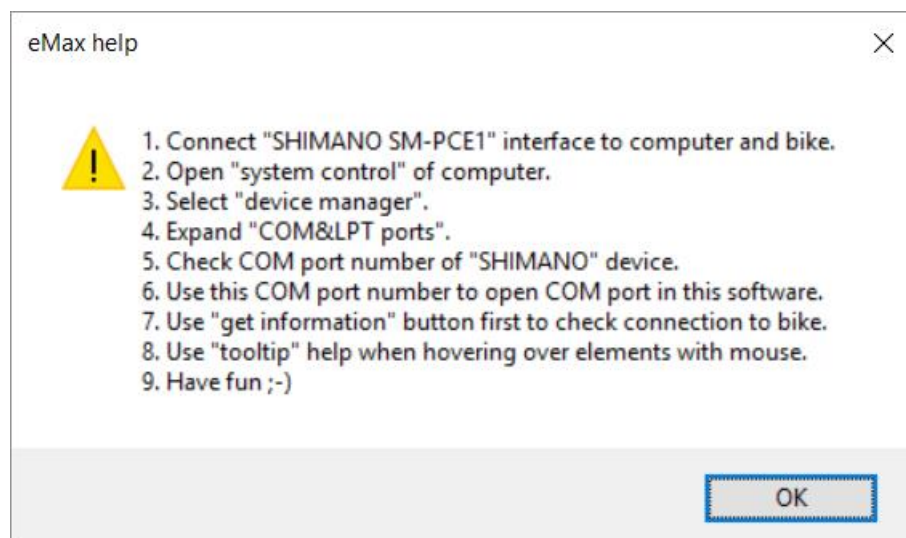 eMax help
1. Connect "SHIMANO SM-PCE1" interface to computer and bike.
2. Open "system control" of computer.
3. Select "device manager".
4. Expand "COM&LPT ports".
5. Check COM port number of "SHIMANO" device.
6. Use this COM port number to open COM port in this software.
7. Use "get information" button first to check connection to bike.
8. Use "tooltip" help when hovering over elements with mouse.
9. Have fun ;-)
OK